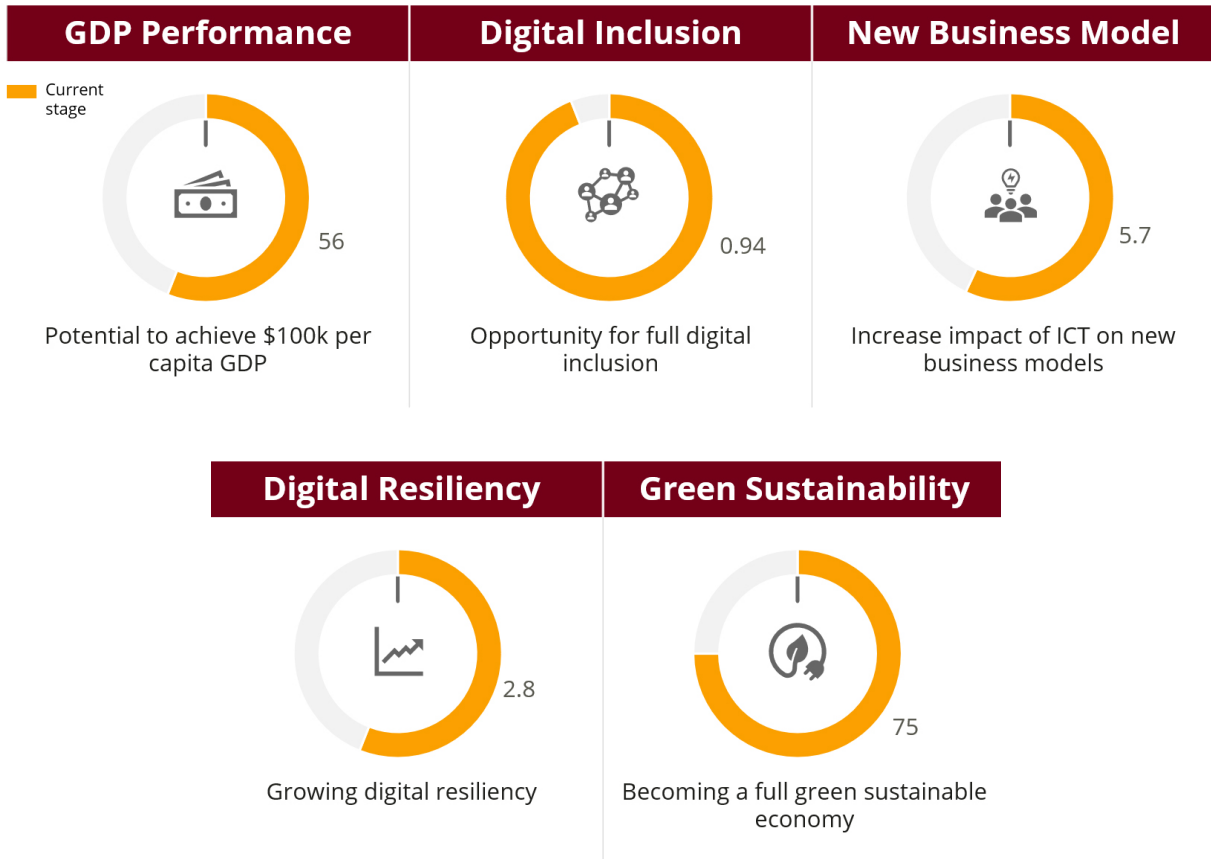 GDP Performance
Digital Inclusion
New Business Model
Current
stage
56
0.94
5.7
Potential to achieve $100k per
capita GDP
Opportunity for full digital
inclusion
Increase impact of ICT on new
business models
Digital Resiliency
Green Sustainability
2.8
75
Growing digital resiliency
Becoming a full green sustainable
economy